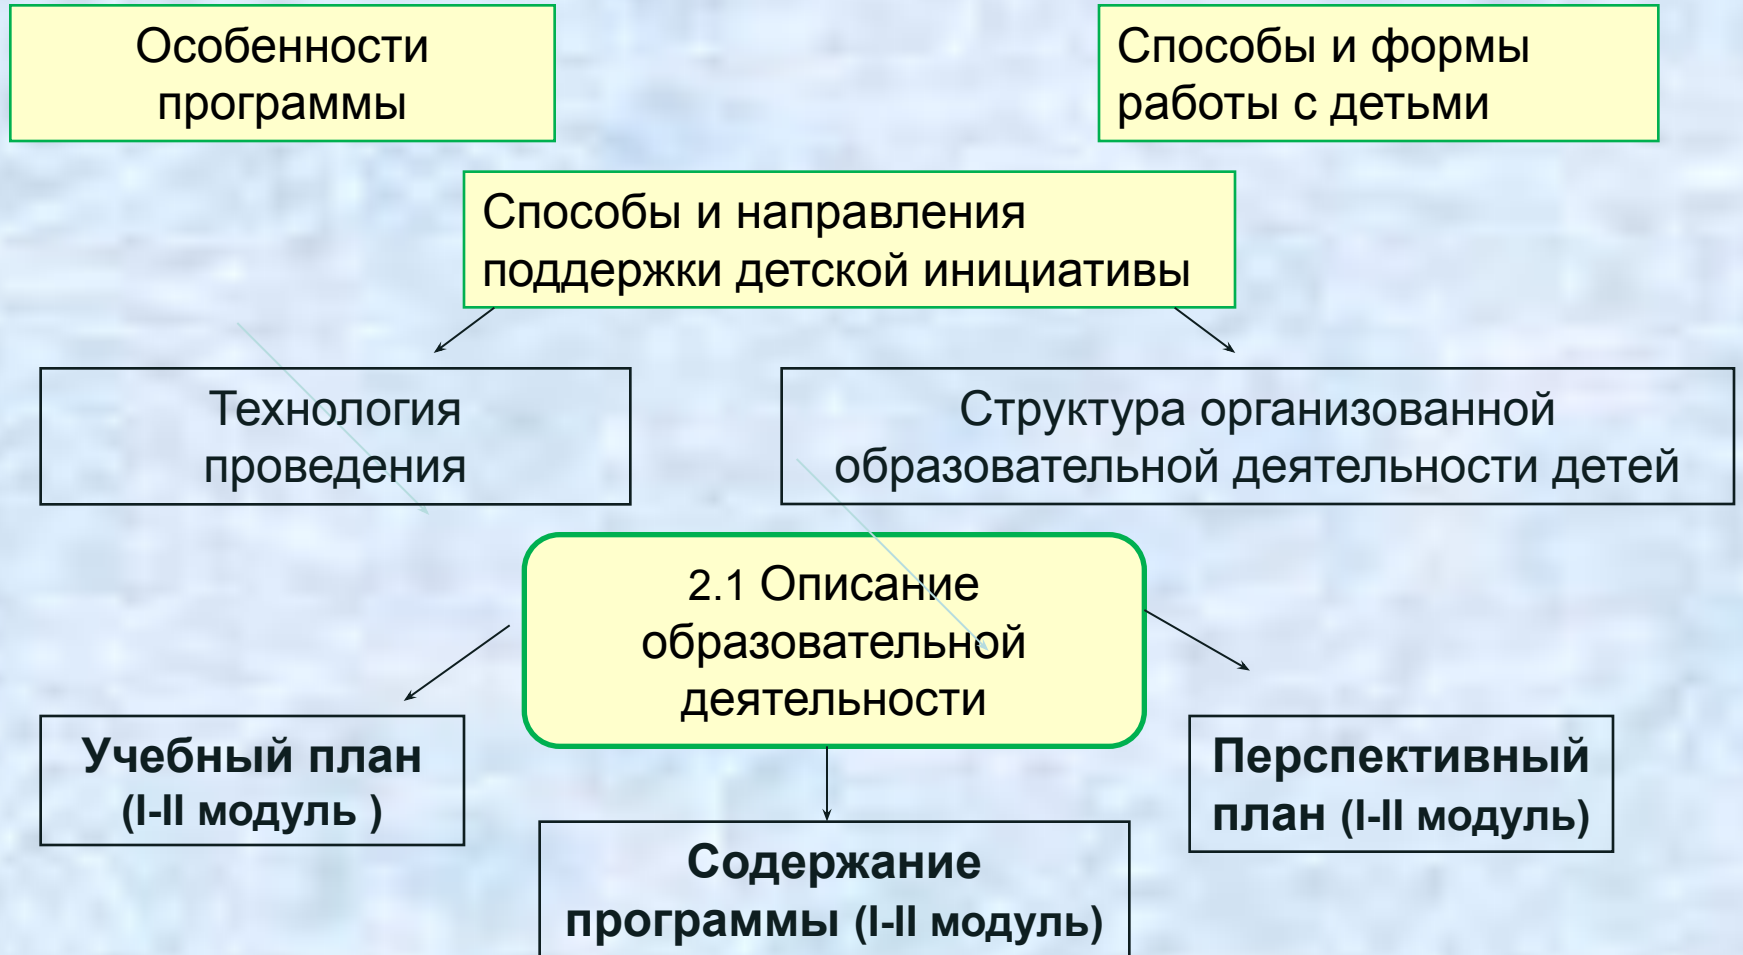 Особенности
программы
Способы и формы
работы с детьми
Способы и направления
поддержки детской инициативы
Технология
проведения
Структура организованной
образовательной деятельности детей
2.1 Описание
образовательной
деятельности
Учебный план
(I-II модуль )
Содержание
программы (I-II модуль)
Перспективный
план (I-II модуль)